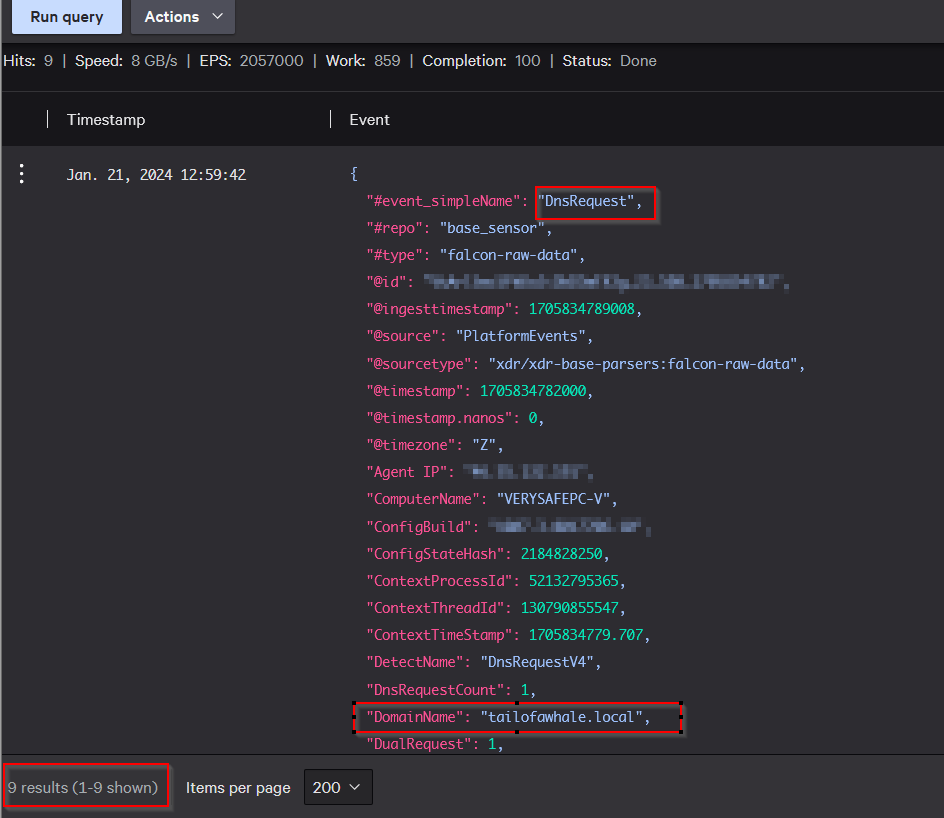 Run query Actions
Hits: 9 | Speed: 8 GB/s | EPS: 2057000 | Work: 859 | Completion: 100 | Status: Done
Timestamp Event
Jan. 21, 2024 12:59:42 {
"#event_simpleName": "DnsRequest",
"#repo": "base_sensor",
"#type": "falcon-raw-data",
"@id":
"@ingesttimestamp": 1705834789008,
"@source": "PlatformEvents",
"@sourcetype": "xdr/xdr-base-parsers:falcon-raw-data",
"@timestamp": 1705834782000,
"@timestamp.nanos": 0,
"@timezone": "Z",
"Agent IP":
"ComputerName": "VERYSAFEPC-V",
"ConfigBuild":
"ConfigStateHash": 2184828250,
"ContextProcessId": 52132795365,
"ContextThreadId": 130790855547,
"ContextTimeStamp": 1705834779.707,
"DetectName": "DnsRequestV4",
"DnsRequestCount": 1,
"DomainName": "tailofawhale.local",
"DualRequest": 1,
9 results (1-9 shown) Items per page 200